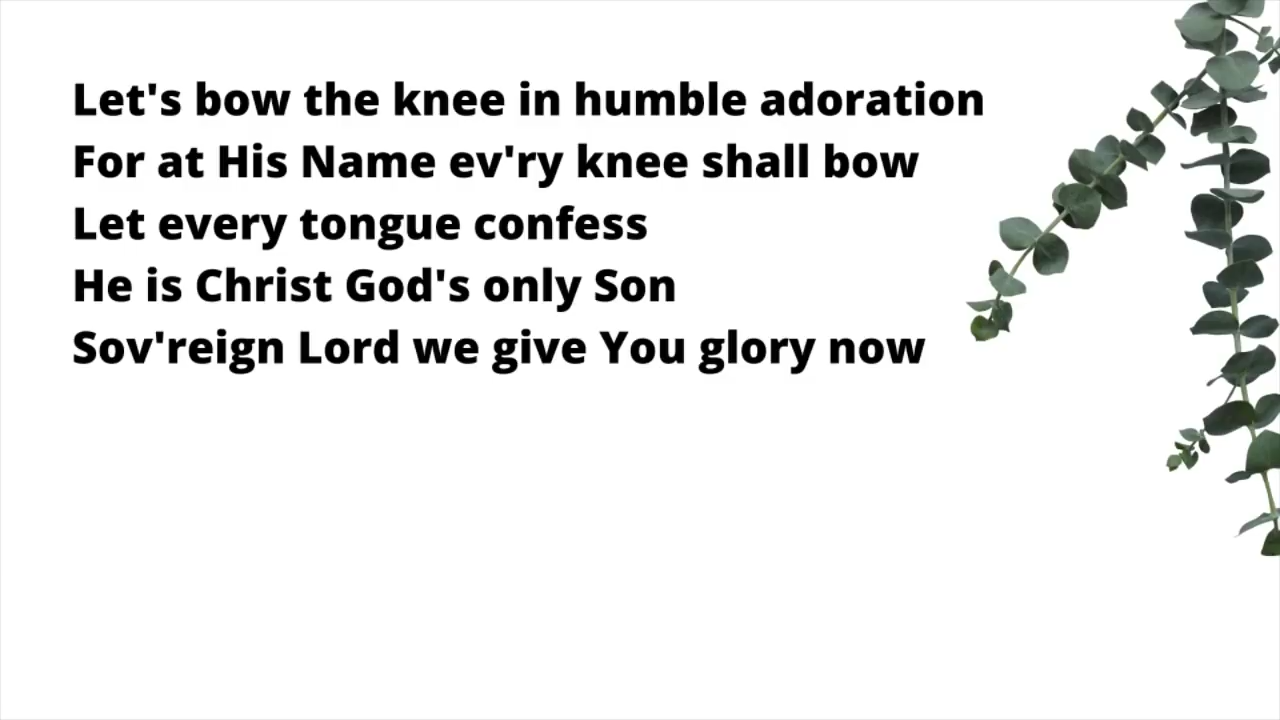 Let's bow the knee in humble adoration
For at His Name ev'ry knee shall bow
Let every tongue confess
He is Christ God's only Son
Sov'reign Lord we give You glory now